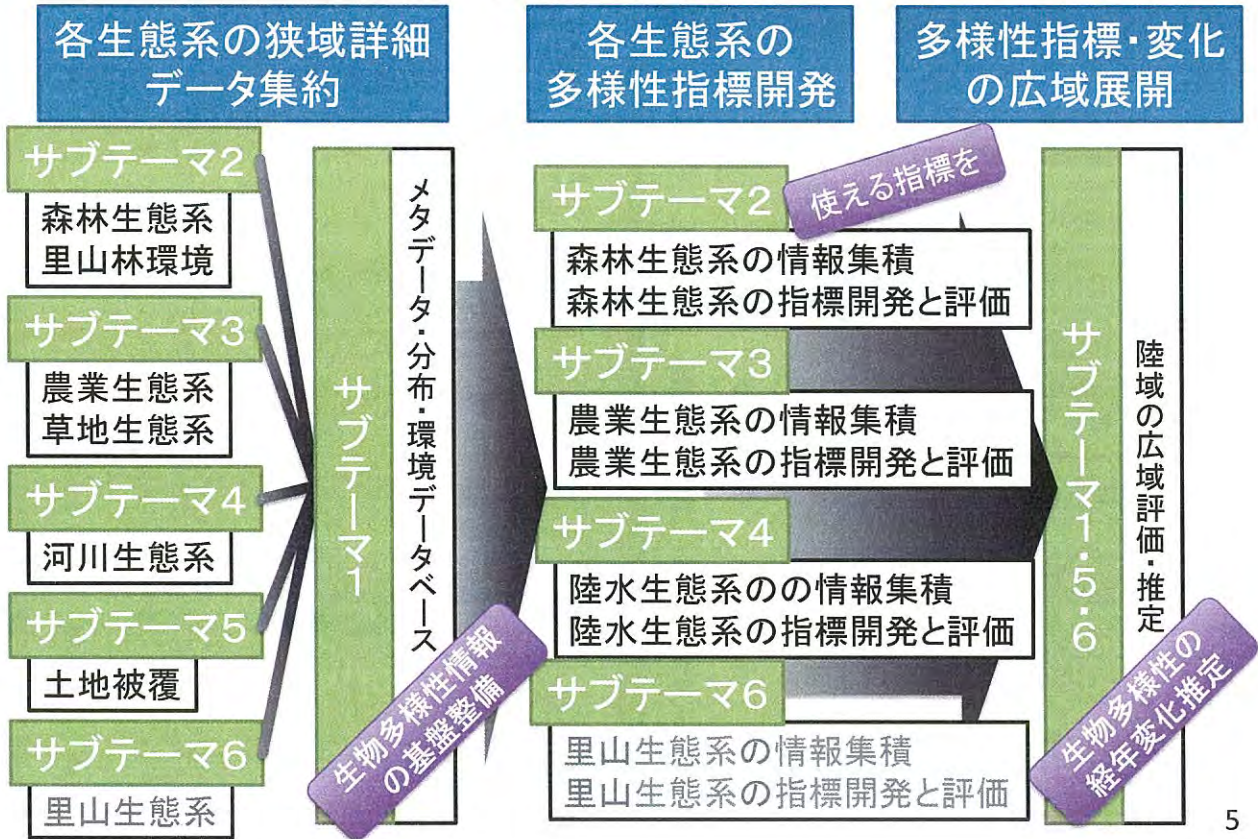 各生態系の狭域詳細
データ集約
各生態系の
多様性指標開発
多様性指標・変化
の広域展開
サブテーマ2
森林生態系
里山林環境
サブテーマ3
農業生態系
草地生態系
サブテーマ4
河川生態系
サブテーマ5
土地被覆
サブテーマ6
里山生態系
サブテーマ1
メタデータ・分布・環境データベース
生物多様性情報
の基盤整備
サブテーマ2
使える指標を
森林生態系の情報集積
森林生態系の指標開発と評価
サブテーマ3
農業生態系の情報集積
農業生態系の指標開発と評価
サブテーマ4
陸水生態系のの情報集積
陸水生態系の指標開発と評価
サブテーマ6
里山生態系の情報集積
里山生態系の指標開発と評価
サブテーマ1・5・6
陸域の広域評価・推定
生物多様性の
経年変化推定
5